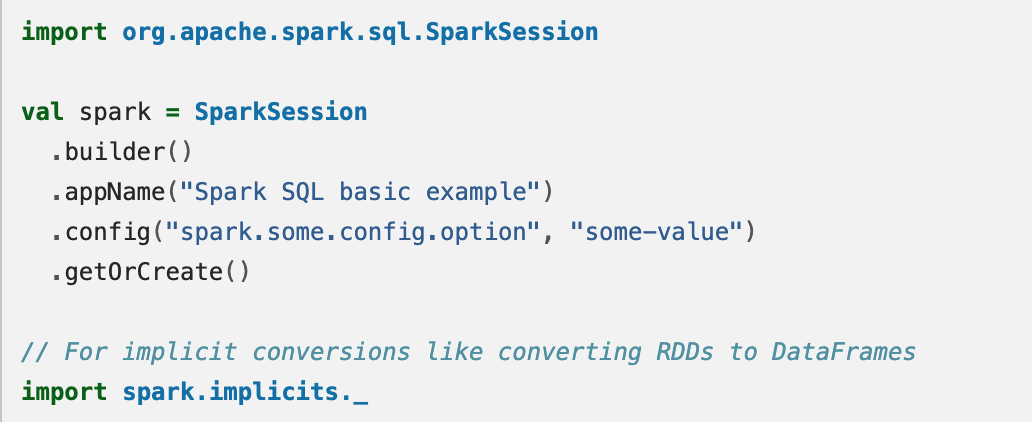 import org.apache.spark.sql.SparkSession

val spark = SparkSession
  .builder()
  .appName("Spark SQL basic example")
  .config("spark.some.config.option", "some-value")
  .getOrCreate()

// For implicit conversions like converting RDDs to DataFrames
import spark.implicits._